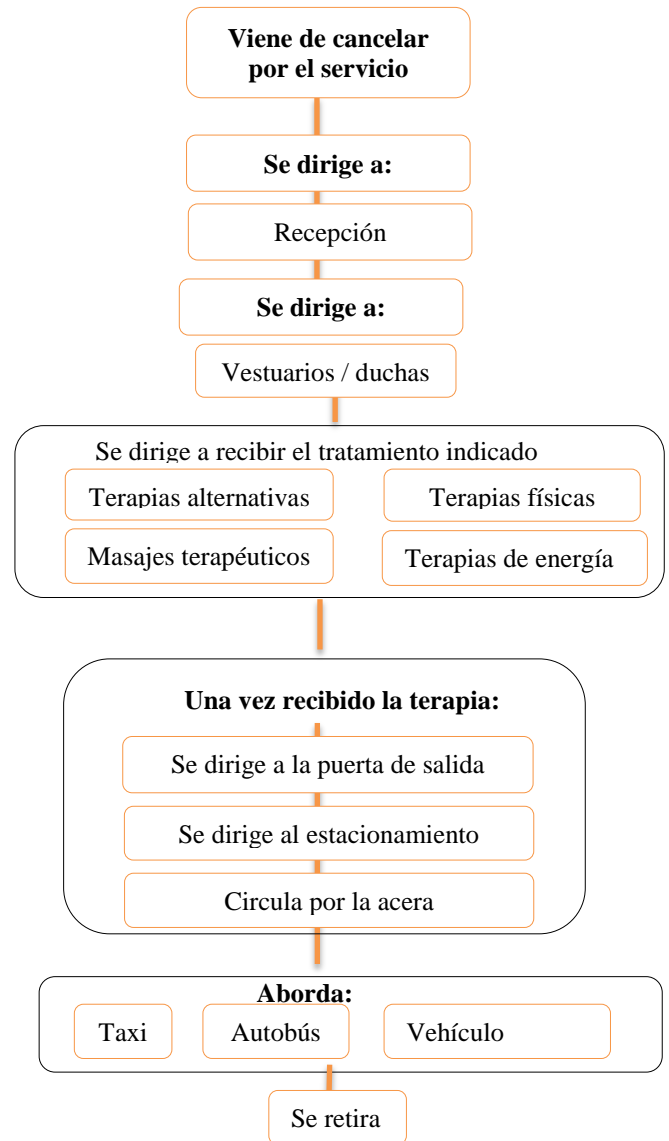 Viene de cancelar
por el servicio
Se dirige a:
Recepción
Se dirige a:
Vestuarios / duchas
Se dirige a recibir el tratamiento indicado
Terapias alternativas
Terapias físicas
Masajes terapéuticos
Terapias de energía
Una vez recibido la terapia:
Se dirige a la puerta de salida
Se dirige al estacionamiento
Circula por la acera
Aborda:
Taxi
Autobús
Vehículo
Se retira